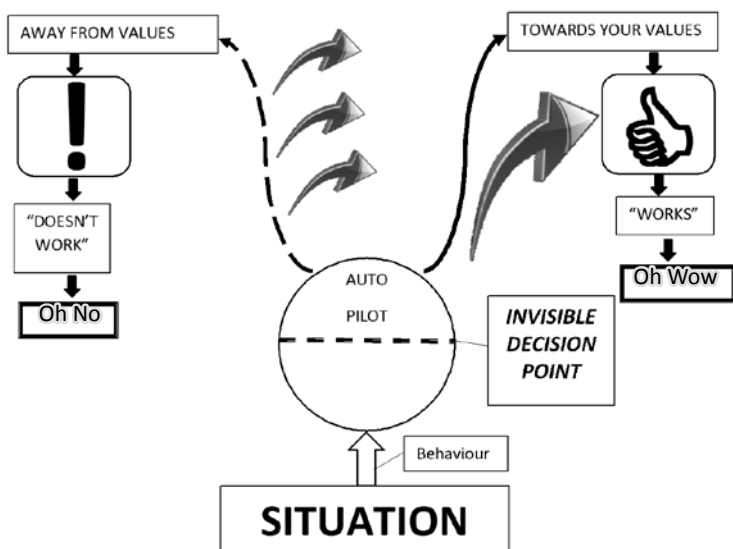 AWAY FROM VALUES
TOWARDS YOUR VALUES
"DOESN'T
WORK"
"WORKS"
Oh No
Oh Wow
AUTO
PILOT
INVISIBLE
DECISION
POINT
Behaviour
SITUATION